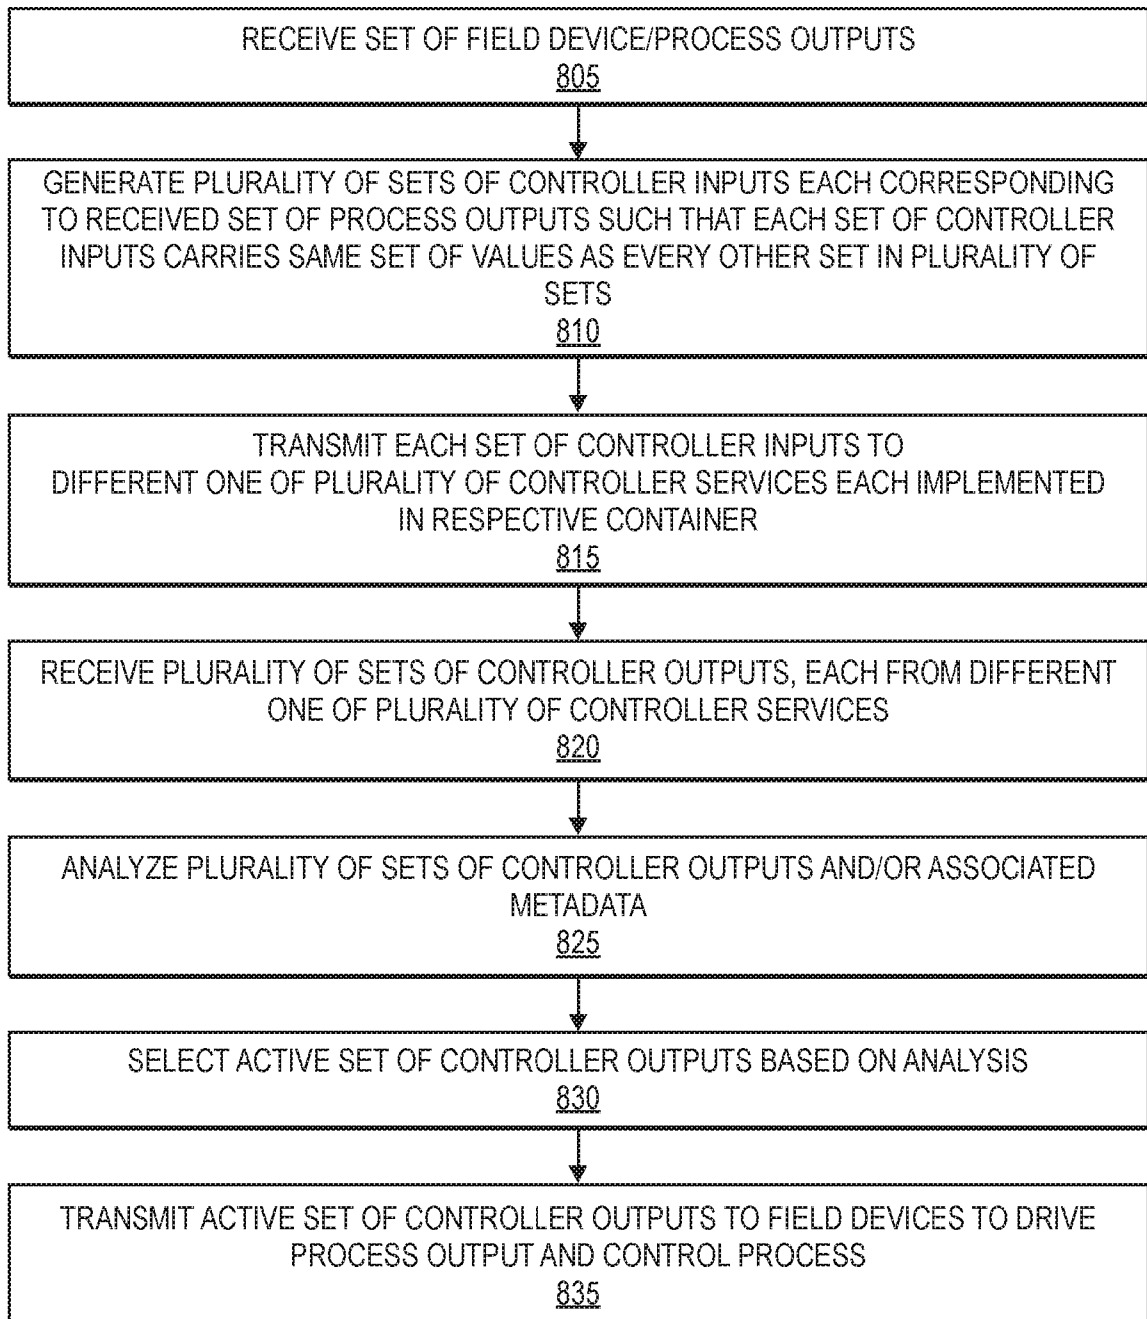 RECEIVE SET OF FIELD DEVICE/PROCESS OUTPUTS
805
GENERATE PLURALITY OF SETS OF CONTROLLER INPUTS EACH CORRESPONDING
TO RECEIVED SET OF PROCESS OUTPUTS SUCH THAT EACH SET OF CONTROLLER
INPUTS CARRIES SAME SET OF VALUES AS EVERY OTHER SET IN PLURALITY OF
SETS
810
TRANSMIT EACH SET OF CONTROLLER INPUTS TO
DIFFERENT ONE OF PLURALITY OF CONTROLLER SERVICES EACH IMPLEMENTED
IN RESPECTIVE CONTAINER
815
RECEIVE PLURALITY OF SETS OF CONTROLLER OUTPUTS, EACH FROM DIFFERENT
ONE OF PLURALITY OF CONTROLLER SERVICES
820
ANALYZE PLURALITY OF SETS OF CONTROLLER OUTPUTS AND/OR ASSOCIATED
METADATA
825
SELECT ACTIVE SET OF CONTROLLER OUTPUTS BASED ON ANALYSIS
830
TRANSMIT ACTIVE SET OF CONTROLLER OUTPUTS TO FIELD DEVICES TO DRIVE
PROCESS OUTPUT AND CONTROL PROCESS
835